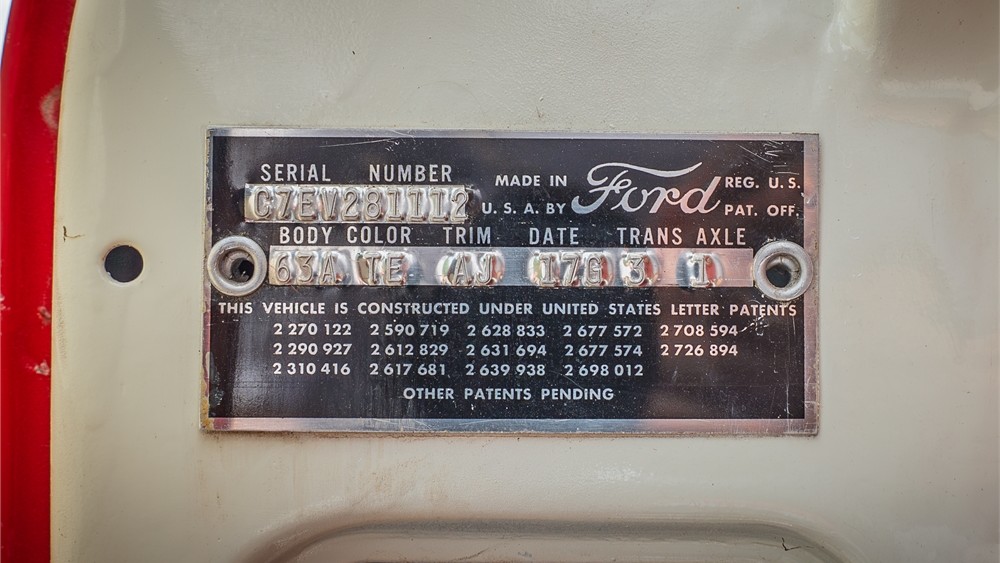 SERIAL NUMBER
C7EV281112
MADE IN
U. S. A. BY
Ford
REG. U. S.
PAT. OFF.
BODY COLOR TRIM DATE TRANS AXLE
63A TE AJ 17G 3 1
THIS VEHICLE IS CONSTRUCTED UNDER UNITED STATES LETTER PATENTS
2 270 122 2 590 719 2 628 833 2 677 572 2 708 594
2 290 927 2 612 829 2 631 694 2 677 574 2 726 894
2 310 416 2 617 681 2 639 938 2 698 012
OTHER PATENTS PENDING